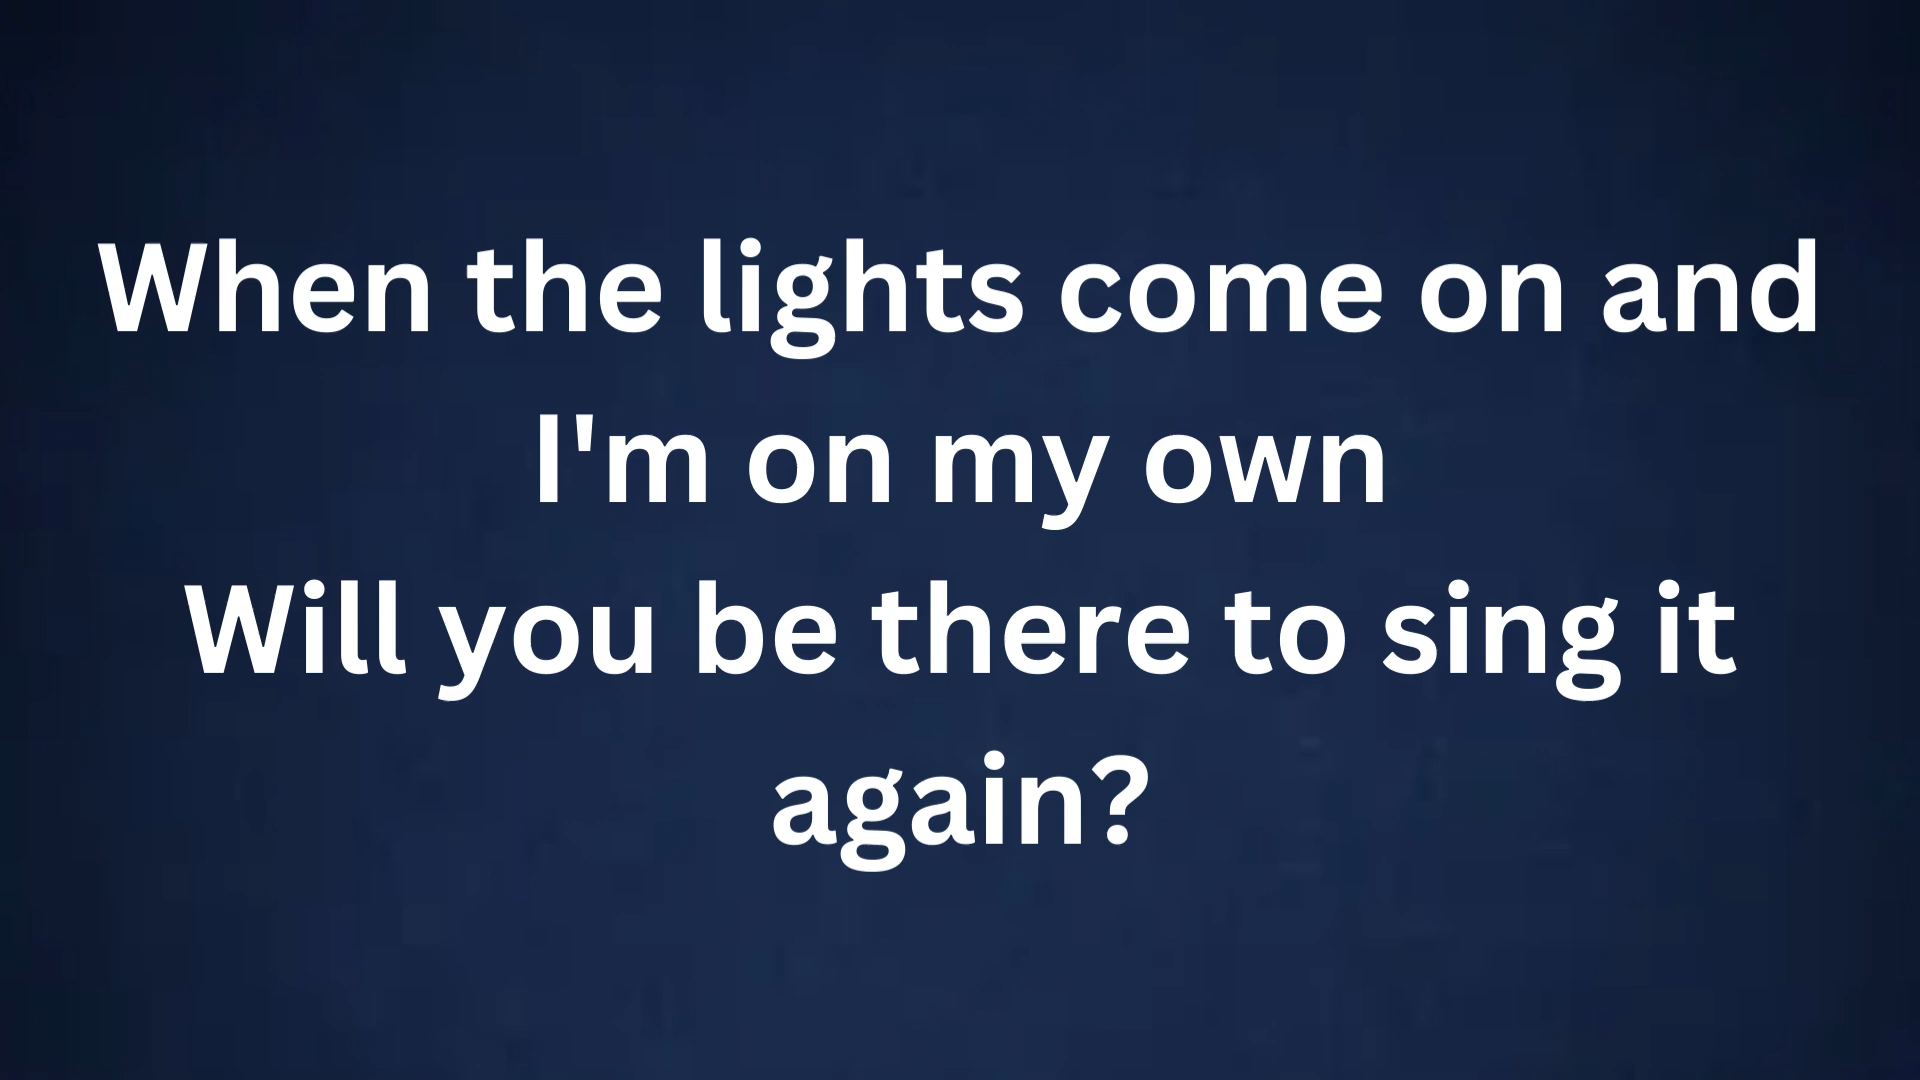 When the lights come on and
I'm on my own
Will you be there to sing it
again?